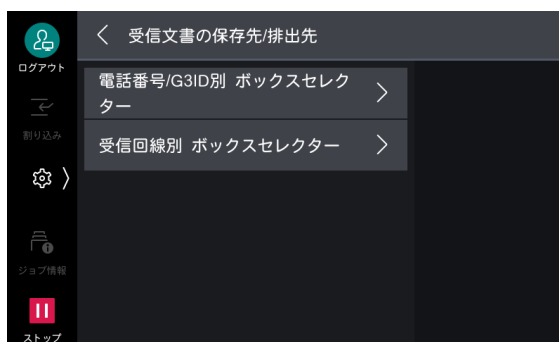 受信文書の保存先/排出先
ログアウト
電話番号/G3ID別 ボックスセレク
ター
割り込み
受信回線別 ボックスセレクター
ジョブ情報
ストップ